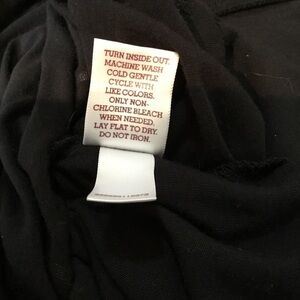 TURN INSIDE OUT.
MACHINE WASH
COLD GENTLE
CYCLE WITH
LIKE COLORS.
ONLY NON-
CHLORINE BLEACH
WHEN NEEDED.
LAY FLAT TO DRY.
DO NOT IRON.